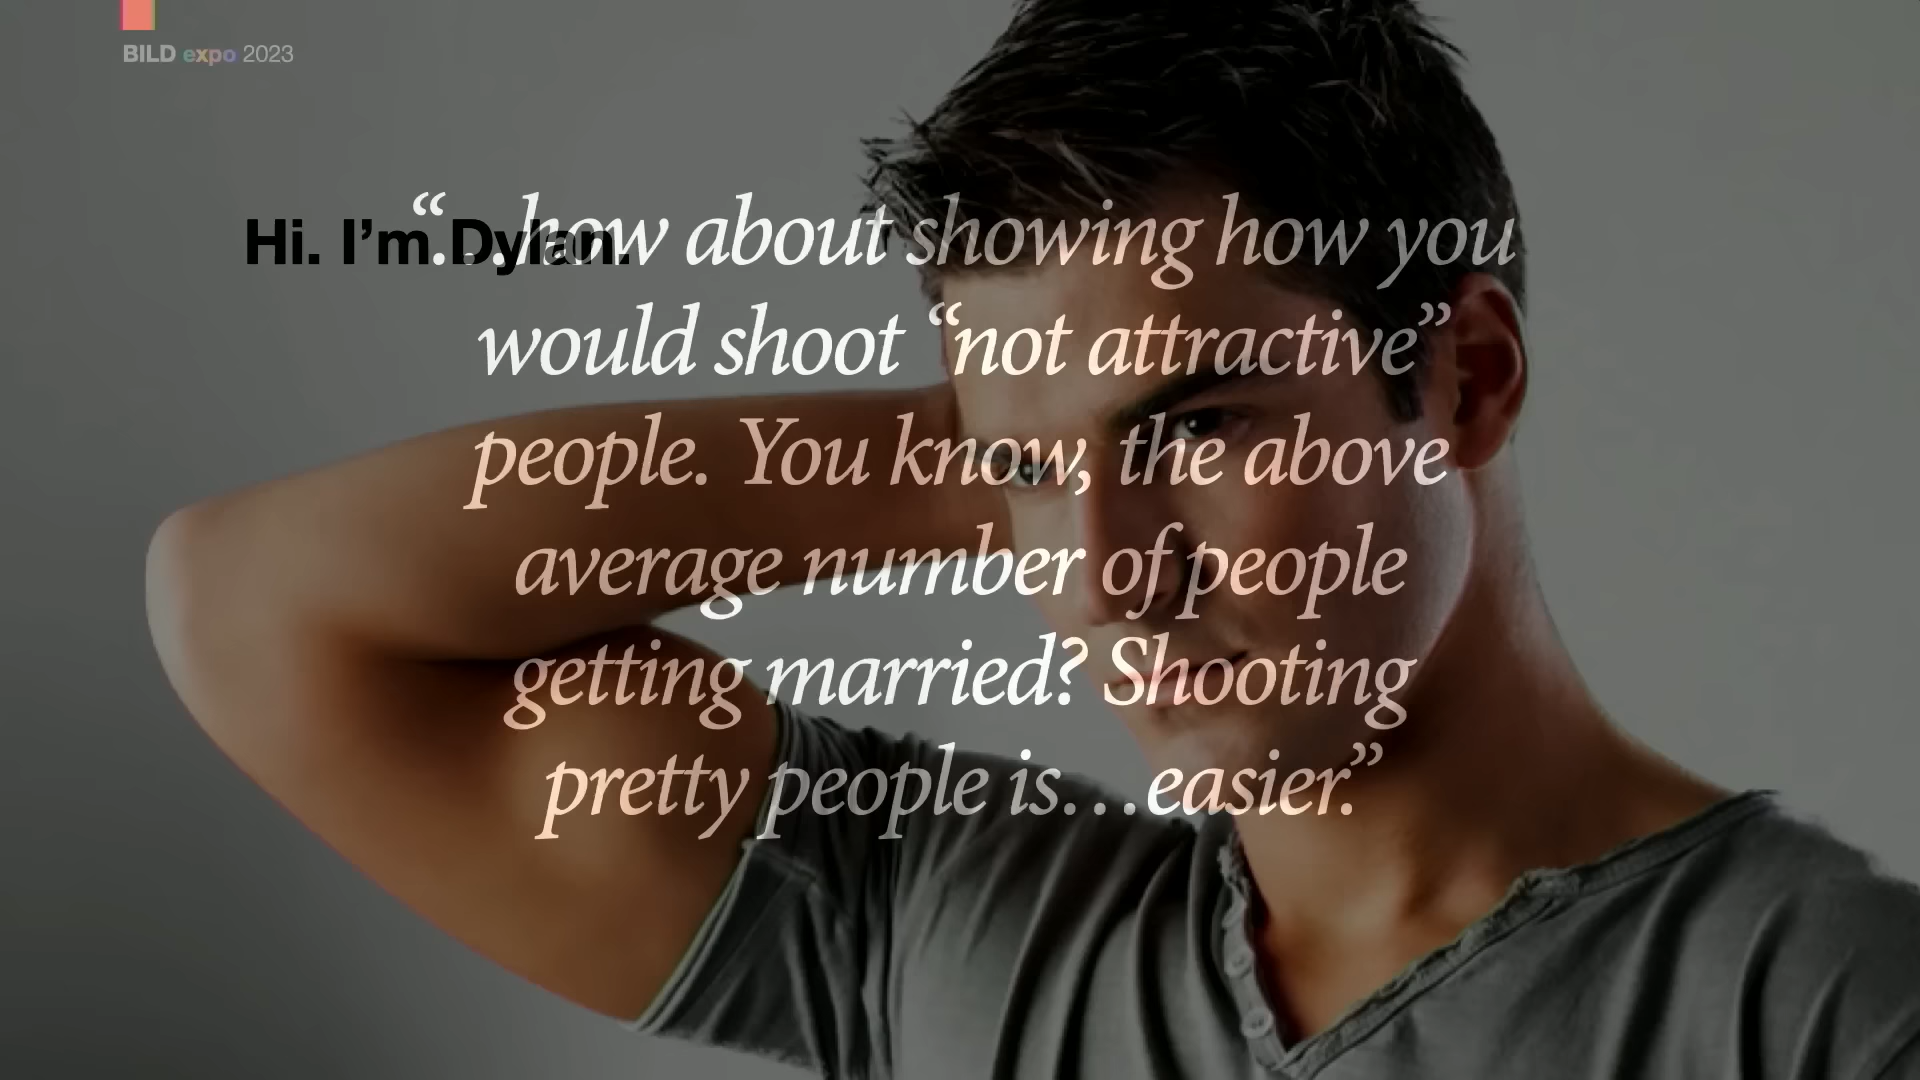 BILD expo 2023
Hi. I’m Dylan.
“…how about showing how you
would shoot “not attractive”
people. You know, the above
average number of people
getting married? Shooting
pretty people is…easier.”